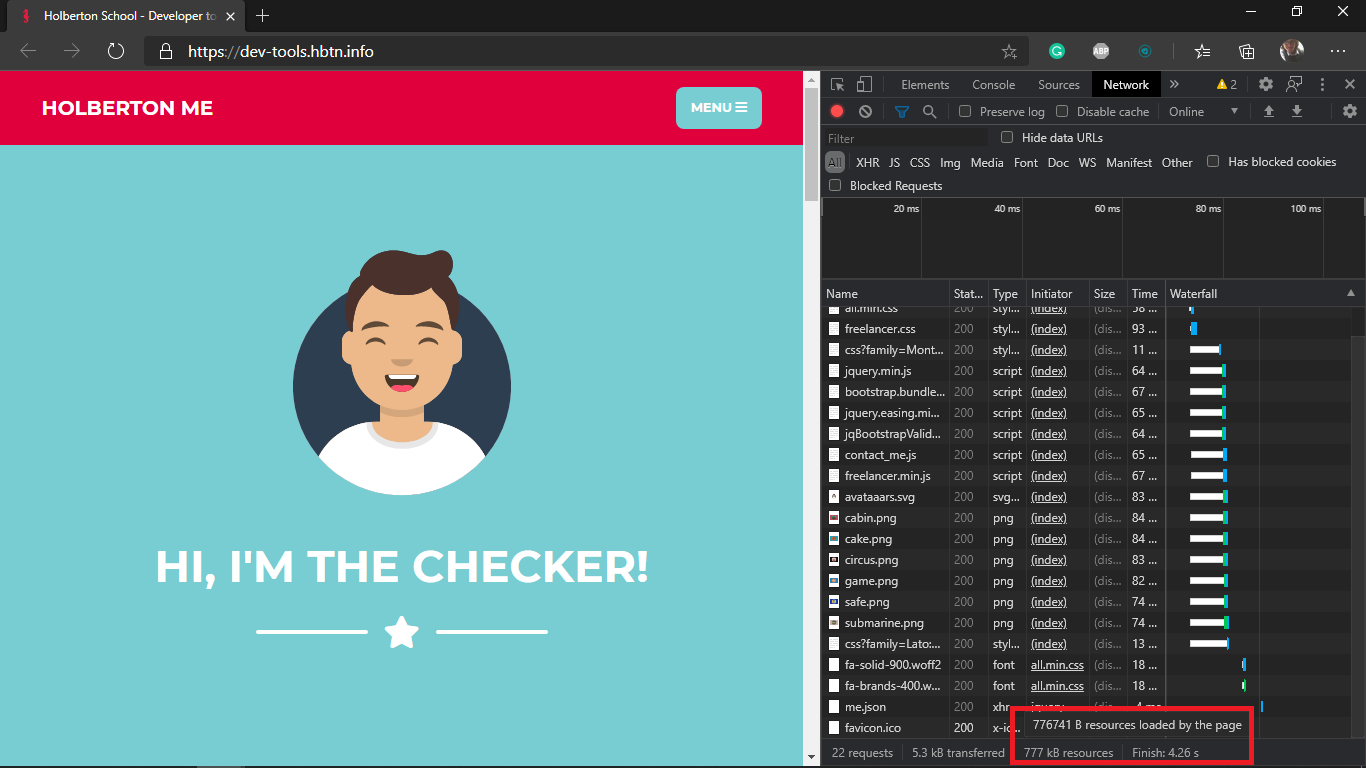 Holberton School - Developer to
https://dev-tools.hbtn.info
ABP
HOLBERTON ME
MENU
HI, I'M THE CHECKER!
Elements Console Sources Network 2
Preserve log Disable cache Online
Filter Hide data URLs
All XHR JS CSS Img Media Font Doc WS Manifest Other Has blocked cookies
Blocked Requests
20 ms 40 ms 60 ms 80 ms 100 ms
Name Stat... Type Initiator Size Time Waterfall
all.min.css 200 styl... (index) (dis... 58 ...
freelancer.css 200 styl... (index) (dis... 93 ...
css?family=Mont... 200 styl... (index) (dis... 11 ...
jquery.min.js 200 script (index) (dis... 64 ...
bootstrap.bundle... 200 script (index) (dis... 67 ...
jquery.easing.mi... 200 script (index) (dis... 65 ...
jqBootstrapValid... 200 script (index) (dis... 64 ...
contact_me.js 200 script (index) (dis... 65 ...
freelancer.min.js 200 script (index) (dis... 67 ...
avataaars.svg 200 svg... (index) (dis... 83 ...
cabin.png 200 png (index) (dis... 84 ...
cake.png 200 png (index) (dis... 84 ...
circus.png 200 png (index) (dis... 83 ...
game.png 200 png (index) (dis... 82 ...
safe.png 200 png (index) (dis... 74 ...
submarine.png 200 png (index) (dis... 74 ...
css?family=Lato:... 200 styl... (index) (dis... 13 ...
fa-solid-900.woff2 200 font all.min.css (dis... 18 ...
fa-brands-400.w... 200 font all.min.css (dis... 18 ...
me.json 200 xhr jquery (dis... 4 ms
favicon.ico 200 x-ic...
776741 B resources loaded by the page
22 requests 5.3 kB transferred 777 kB resources Finish: 4.26 s